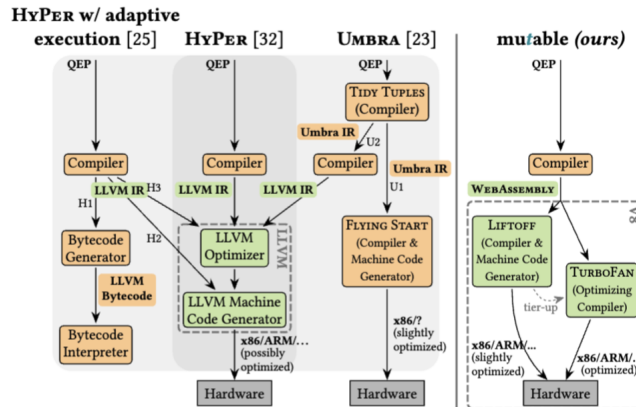 HyPer w/ adaptive
execution [25]
HyPer [32]
Umbra [23]
mutable (ours)
QEP
QEP
QEP
QEP
Tidy Tuples
(Compiler)
Umbra IR
U2
Umbra IR
U1
Compiler
Compiler
Compiler
Compiler
LLVM IR
H3
LLVM IR
LLVM IR
WebAssembly
H1
H2
Bytecode
Generator
LLVM
Bytecode
Bytecode
Interpreter
LLVM
LLVM
Optimizer
LLVM Machine
Code Generator
x86/ARM/...
(possibly
optimized)
Hardware
Flying Start
(Compiler &
Machine Code
Generator)
x86/?
(slightly
optimized)
Hardware
V8
Liftoff
(Compiler &
Machine Code
Generator)
TurboFan
(Optimizing
Compiler)
tier-up
x86/ARM/...
(slightly
optimized)
x86/ARM/
(optimized)
Hardware